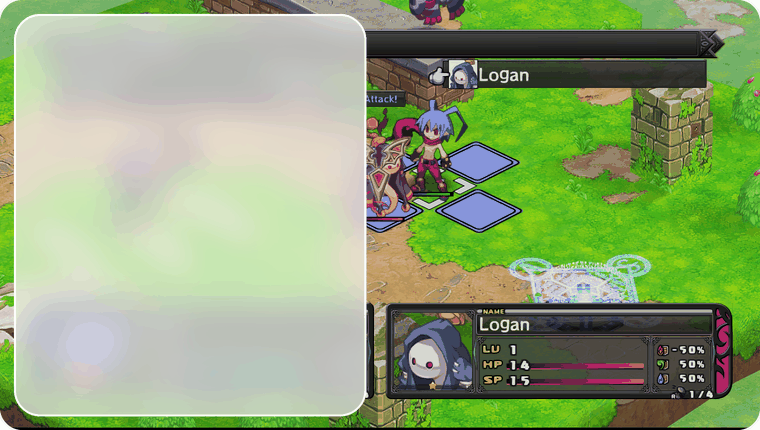 Logan
Attack!
NAME
Logan
LV 1
HP 14
SP 15
-50%
50%
50%
1/4